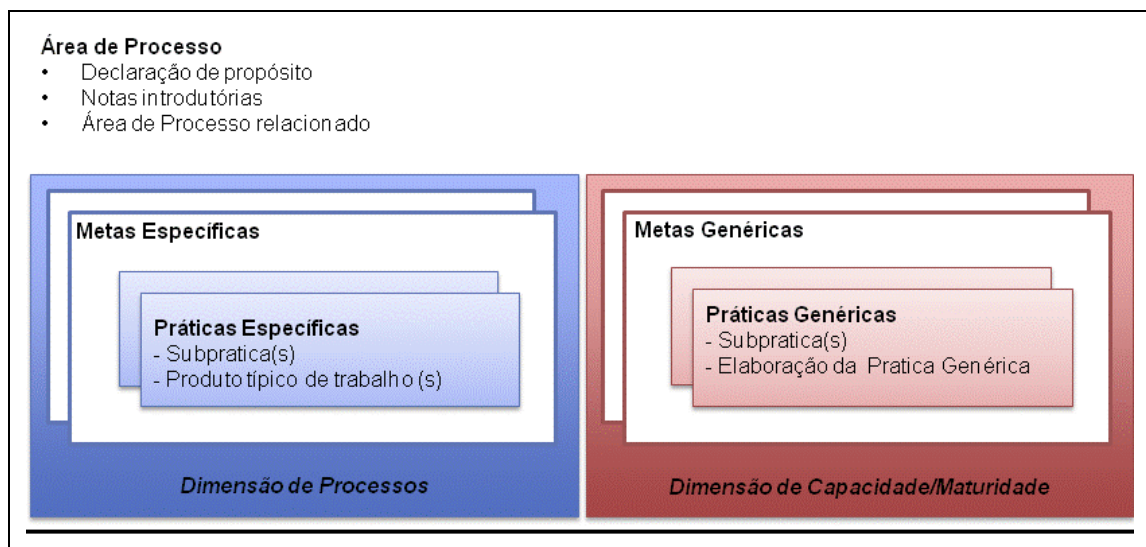 Área de Processo
• Declaração de propósito
• Notas introdutórias
• Área de Processo relacionado
Metas Específicas
Práticas Específicas
- Subpratica(s)
- Produto típico de trabalho (s)
Dimensão de Processos
Metas Genéricas
Práticas Genéricas
- Subpratica(s)
- Elaboração da Pratica Genérica
Dimensão de Capacidade/Maturidade